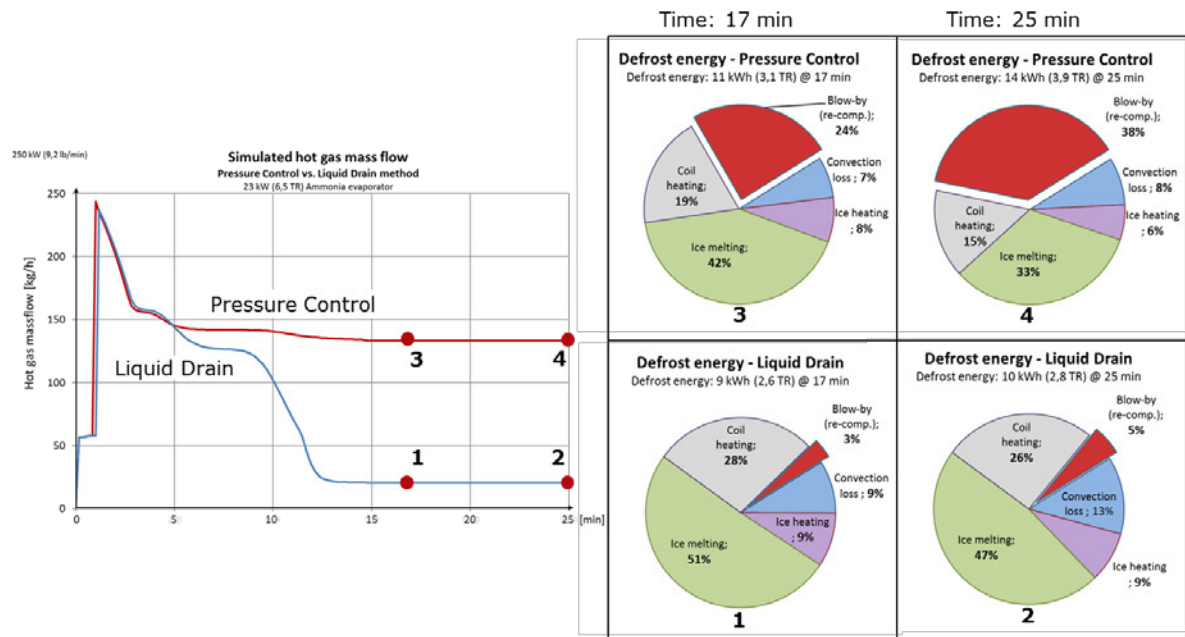 Time: 17 min
Time: 25 min
250 kW (9,2 lb/min)
Simulated hot gas mass flow
Pressure Control vs. Liquid Drain method
23 kW (6,5 TR) Ammonia evaporator
Hot gas massflow [kg/h]
250
200
150
100
50
0
0
5
10
15
20
25
[min]
Pressure Control
Liquid Drain
3
4
1
2
Defrost energy - Pressure Control
Defrost energy: 11 kWh (3,1 TR) @ 17 min
Blow-by
(re-comp.);
24%
Convection
loss ; 7%
Ice heating
; 8%
Ice melting;
42%
Coil
heating;
19%
3
Defrost energy - Pressure Control
Defrost energy: 14 kWh (3,9 TR) @ 25 min
Blow-by
(re-comp.);
38%
Convection
loss ; 8%
Ice heating
; 6%
Ice melting;
33%
Coil
heating;
15%
4
Defrost energy - Liquid Drain
Defrost energy: 9 kWh (2,6 TR) @ 17 min
Blow-by
(re-comp.);
3%
Convection
loss ; 9%
Ice heating
; 9%
Ice melting;
51%
Coil
heating;
28%
1
Defrost energy - Liquid Drain
Defrost energy: 10 kWh (2,8 TR) @ 25 min
Blow-by
(re-comp.);
5%
Convection
loss ; 13%
Ice heating
; 9%
Ice melting;
47%
Coil
heating;
26%
2